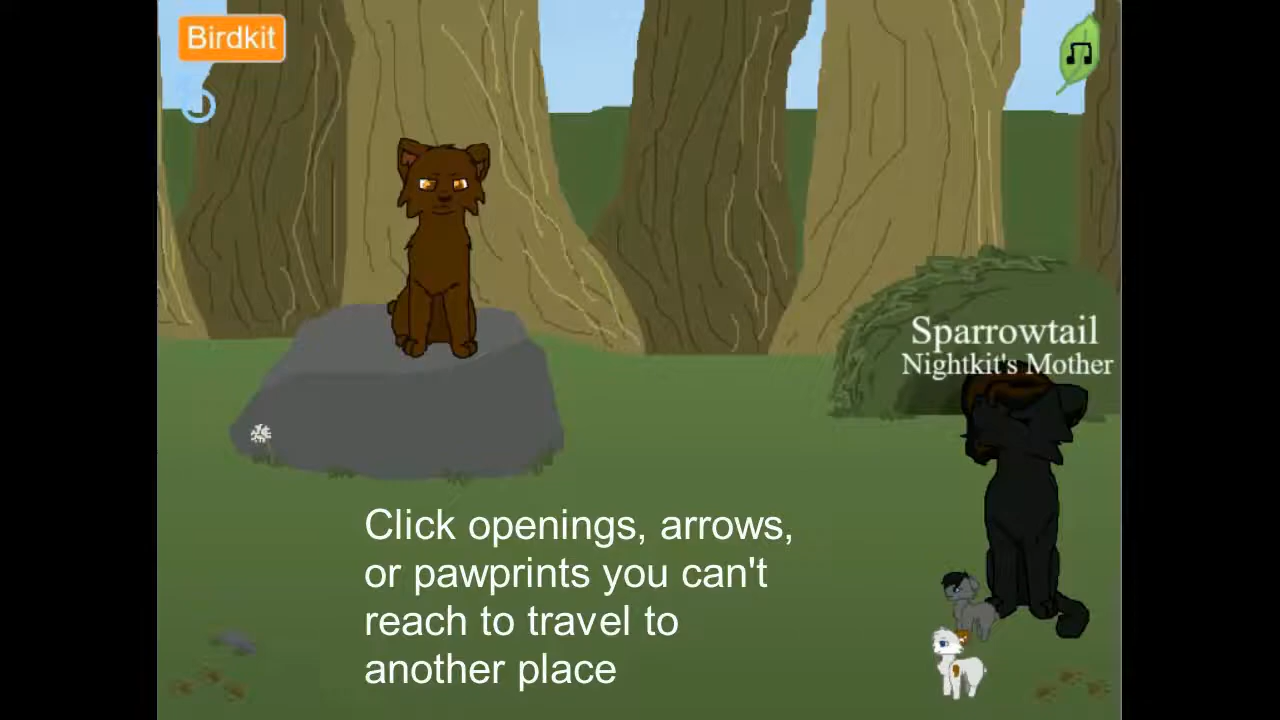 Birdkit
Sparrowtail
Nightkit's Mother
Click openings, arrows,
or pawprints you can't
reach to travel to
another place